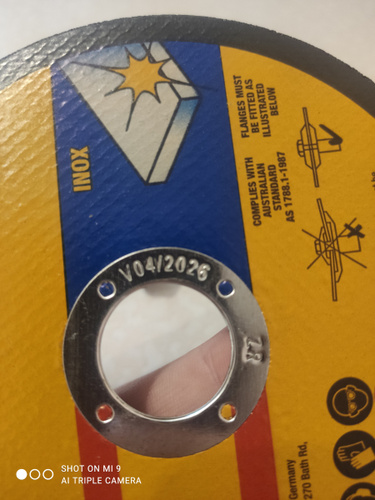 FLANGES MUST
BE FITTED AS
ILLUSTRATED
BELOW
INOX
COMPLIES WITH
AUSTRALIAN
STANDARD
AS 1788.1-1987
V04/2026
Germany
270 Bath Rd,
SHOT ON MI 9
AI TRIPLE CAMERA